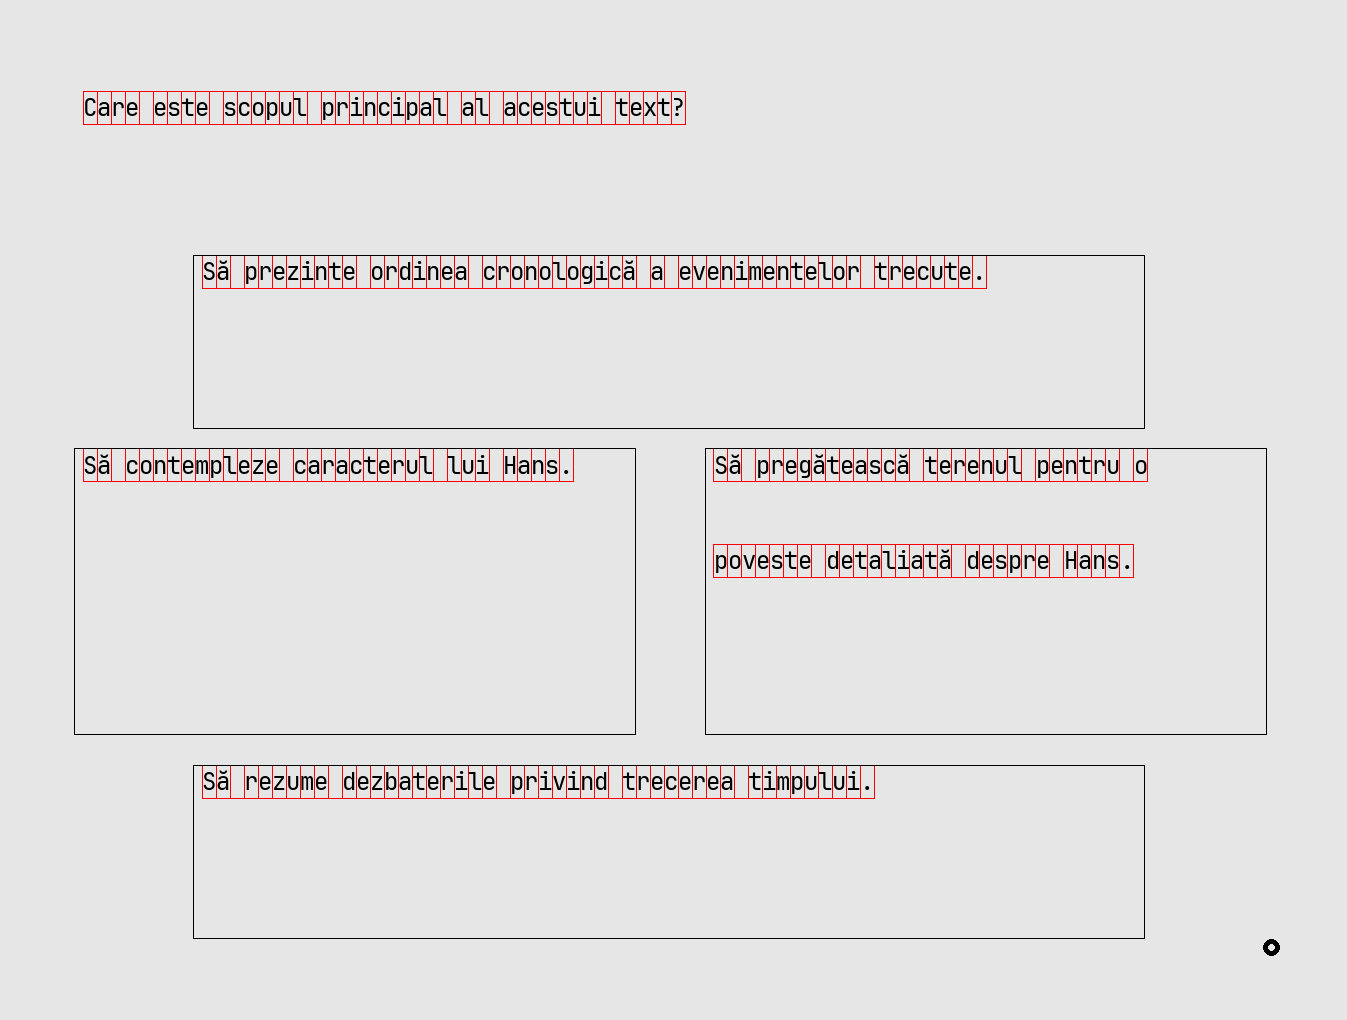 Care este scopul principal al acestui text?
Să prezinte ordinea cronologică a evenimentelor trecute.
Să contempleze caracterul lui Hans.
Să pregătească terenul pentru o
poveste detaliată despre Hans.
Să rezume dezbaterile privind trecerea timpului.